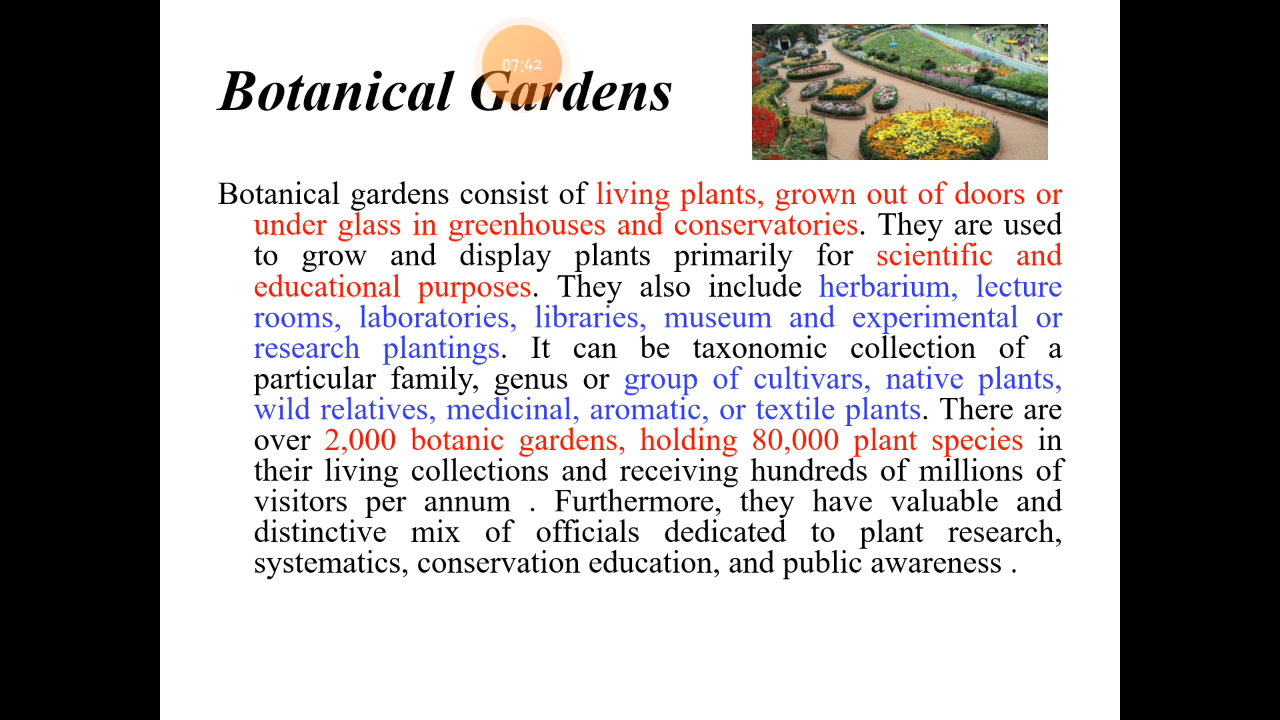 07:42
Botanical Gardens
Botanical gardens consist of living plants, grown out of doors or
under glass in greenhouses and conservatories. They are used
to grow and display plants primarily for scientific and
educational purposes. They also include herbarium, lecture
rooms, laboratories, libraries, museum and experimental or
research plantings. It can be taxonomic collection of a
particular family, genus or group of cultivars, native plants,
wild relatives, medicinal, aromatic, or textile plants. There are
over 2,000 botanic gardens, holding 80,000 plant species in
their living collections and receiving hundreds of millions of
visitors per annum . Furthermore, they have valuable and
distinctive mix of officials dedicated to plant research,
systematics, conservation education, and public awareness .